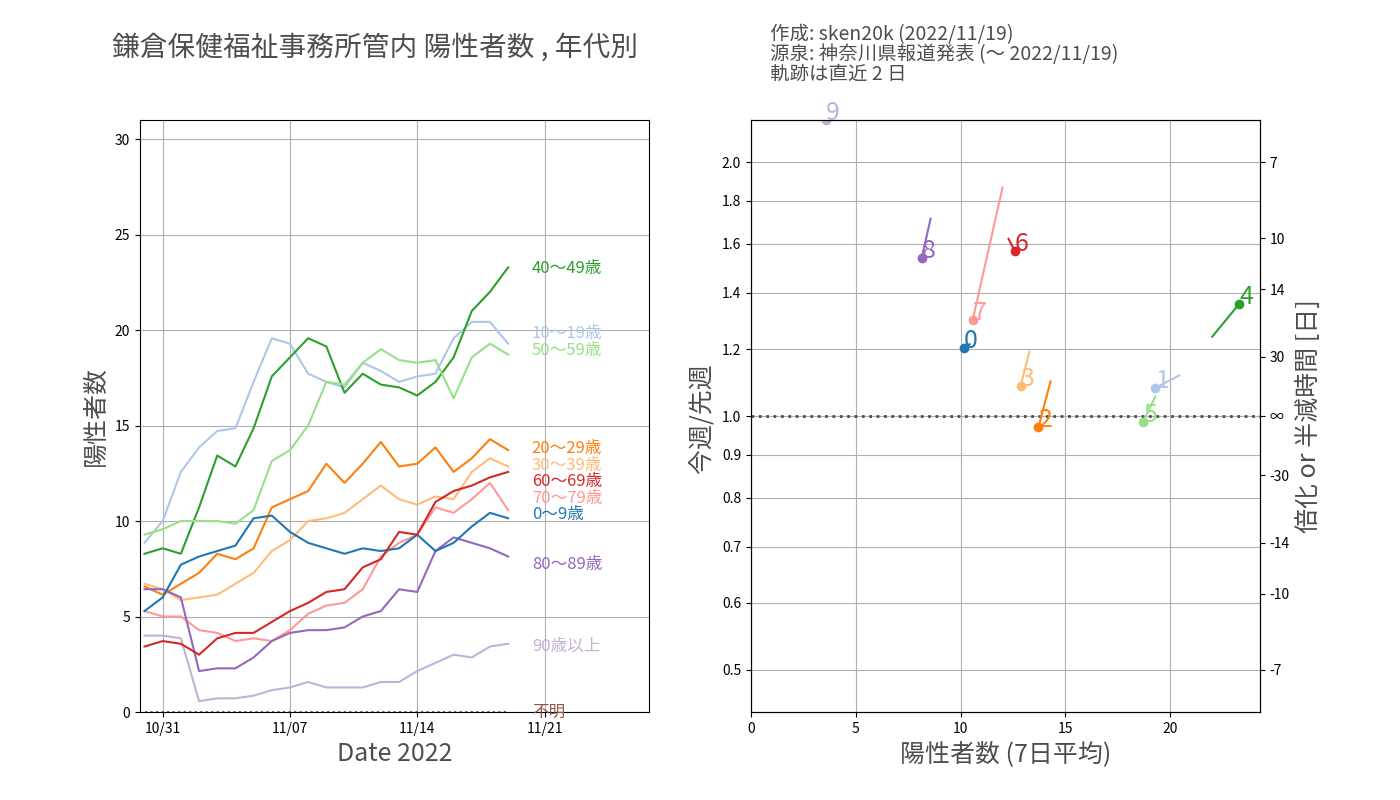 鎌倉保健福祉事務所管内 陽性者数 , 年代別
作成: sken20k (2022/11/19)
源泉: 神奈川県報道発表 (〜 2022/11/19)
軌跡は直近 2 日
陽性者数
30
25
20
15
10
5
0
10/31
11/07
11/14
11/21
Date 2022
40〜49歳
10〜19歳
50〜59歳
20〜29歳
30〜39歳
60〜69歳
70〜79歳
0〜9歳
80〜89歳
90歳以上
不明
今週/先週
2.0
1.8
1.6
1.4
1.2
1.0
0.9
0.8
0.7
0.6
0.5
9
8
6
7
4
0
3
1
2
5
0
5
10
15
20
陽性者数 (7日平均)
7
10
14
30
∞
-30
-14
-10
-7
倍化 or 半減時間 [日]